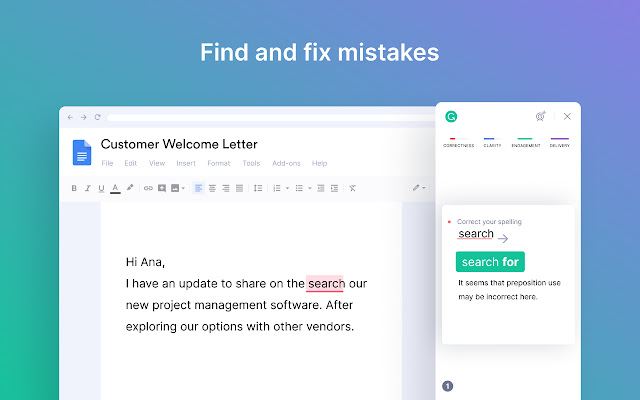 Find and fix mistakes
Customer Welcome Letter
File Edit View Insert Format Tools Add-ons Help
B I U A
Hi Ana,
I have an update to share on the search our
new project management software. After
exploring our options with other vendors.
G
CORRECTNESS CLARITY ENGAGEMENT DELIVERY
Correct your spelling
search
search for
It seems that preposition use
may be incorrect here.
1